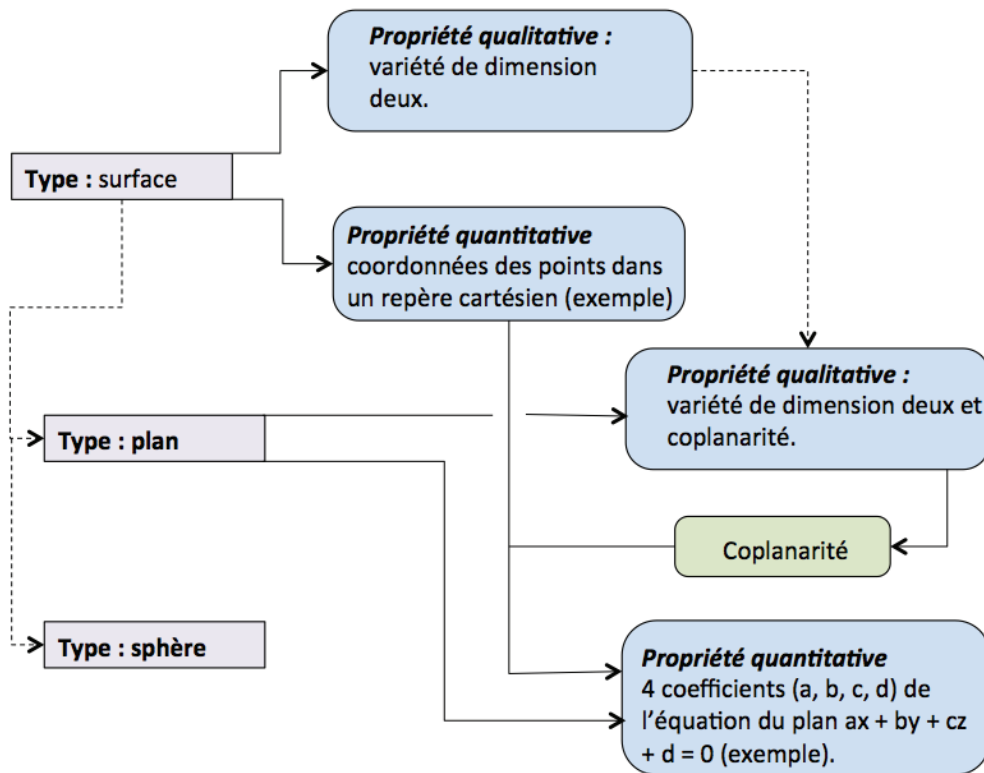 Propriété qualitative :
variété de dimension
deux.
Type : surface
Propriété quantitative
coordonnées des points dans
un repère cartésien (exemple)
Propriété qualitative :
variété de dimension deux et
coplanarité.
Type : plan
Coplanarité
Type : sphère
Propriété quantitative
4 coefficients (a, b, c, d) de
l’équation du plan ax + by + cz
+ d = 0 (exemple).